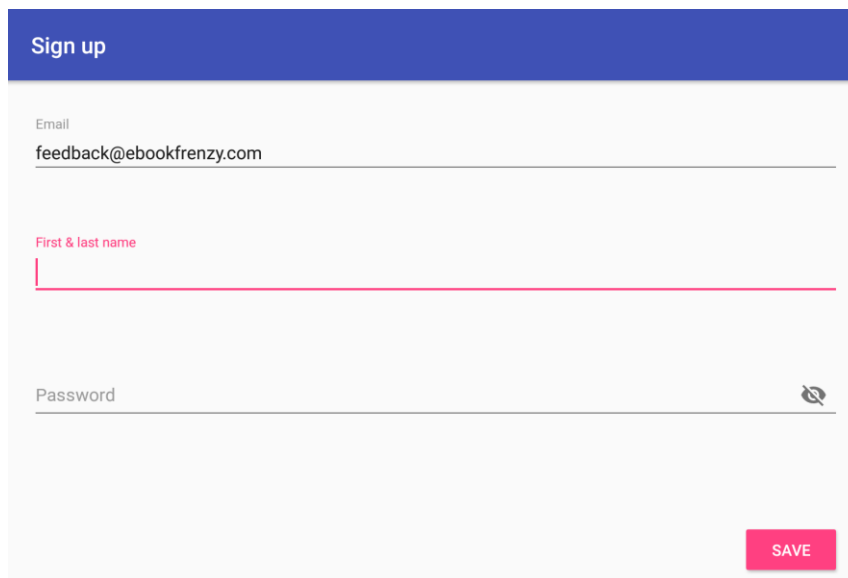 Sign up
Email
feedback@ebookfrenzy.com
First & last name
Password
SAVE